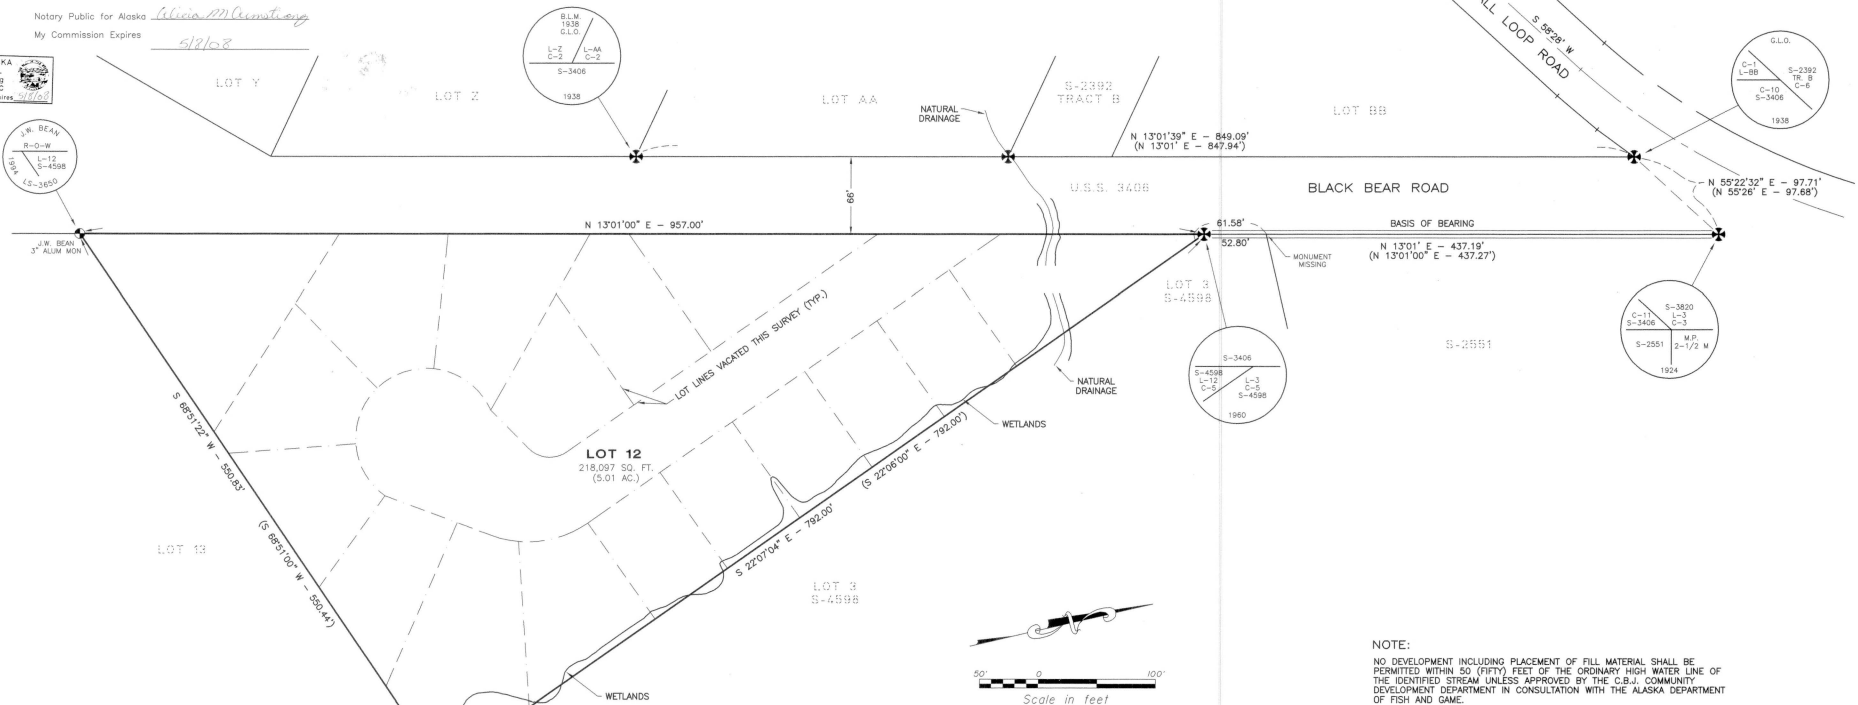 Notary Public for Alaska Alicia M Armstrong
My Commission Expires 5/8/08
KA
5/8/08
LOT Y
LOT Z
LOT AA
S-2392
TRACT B
LOT BB
B.L.M.
1938
G.L.O.
L-Z
C-2
L-AA
C-2
S-3406
1938
LL LOOP ROAD
S 58°28' W
G.L.O.
C-1
L-BB
S-2392
TR. B
C-6
C-10
S-3406
1938
NATURAL
DRAINAGE
N 13°01'39" E - 849.09'
(N 13°01' E - 847.94')
J.W. BEAN
R-O-W
L-12
S-4598
1994
LS-3650
66'
U.S.S. 3406
BLACK BEAR ROAD
N 55°22'32" E - 97.71'
(N 55°26' E - 97.68')
N 13°01'00" E - 957.00'
61.58'
BASIS OF BEARING
J.W. BEAN
3" ALUM MON
52.80'
N 13°01' E - 437.19'
(N 13°01'00" E - 437.27')
MONUMENT
MISSING
LOT 3
S-4598
LOT LINES VACATED THIS SURVEY (TYP.)
S-3820
L-3
C-3
C-11
S-3406
S-2551
M.P.
2-1/2 M
1924
S-2551
S-3406
S-4598
L-12
C-5
L-3
C-5
S-4598
1960
NATURAL
DRAINAGE
WETLANDS
S 68°51'22" W - 550.83'
(S 68°51'00" W - 550.44')
LOT 12
218,097 SQ. FT.
(5.01 AC.)
(S 22°06'00" E - 792.00')
S 22°07'04" E - 792.00'
LOT 13
LOT 3
S-4598
WETLANDS
50' 0 100'
Scale in feet
NOTE:
NO DEVELOPMENT INCLUDING PLACEMENT OF FILL MATERIAL SHALL BE
PERMITTED WITHIN 50 (FIFTY) FEET OF THE ORDINARY HIGH WATER LINE OF
THE IDENTIFIED STREAM UNLESS APPROVED BY THE C.B.J. COMMUNITY
DEVELOPMENT DEPARTMENT IN CONSULTATION WITH THE ALASKA DEPARTMENT
OF FISH AND GAME.